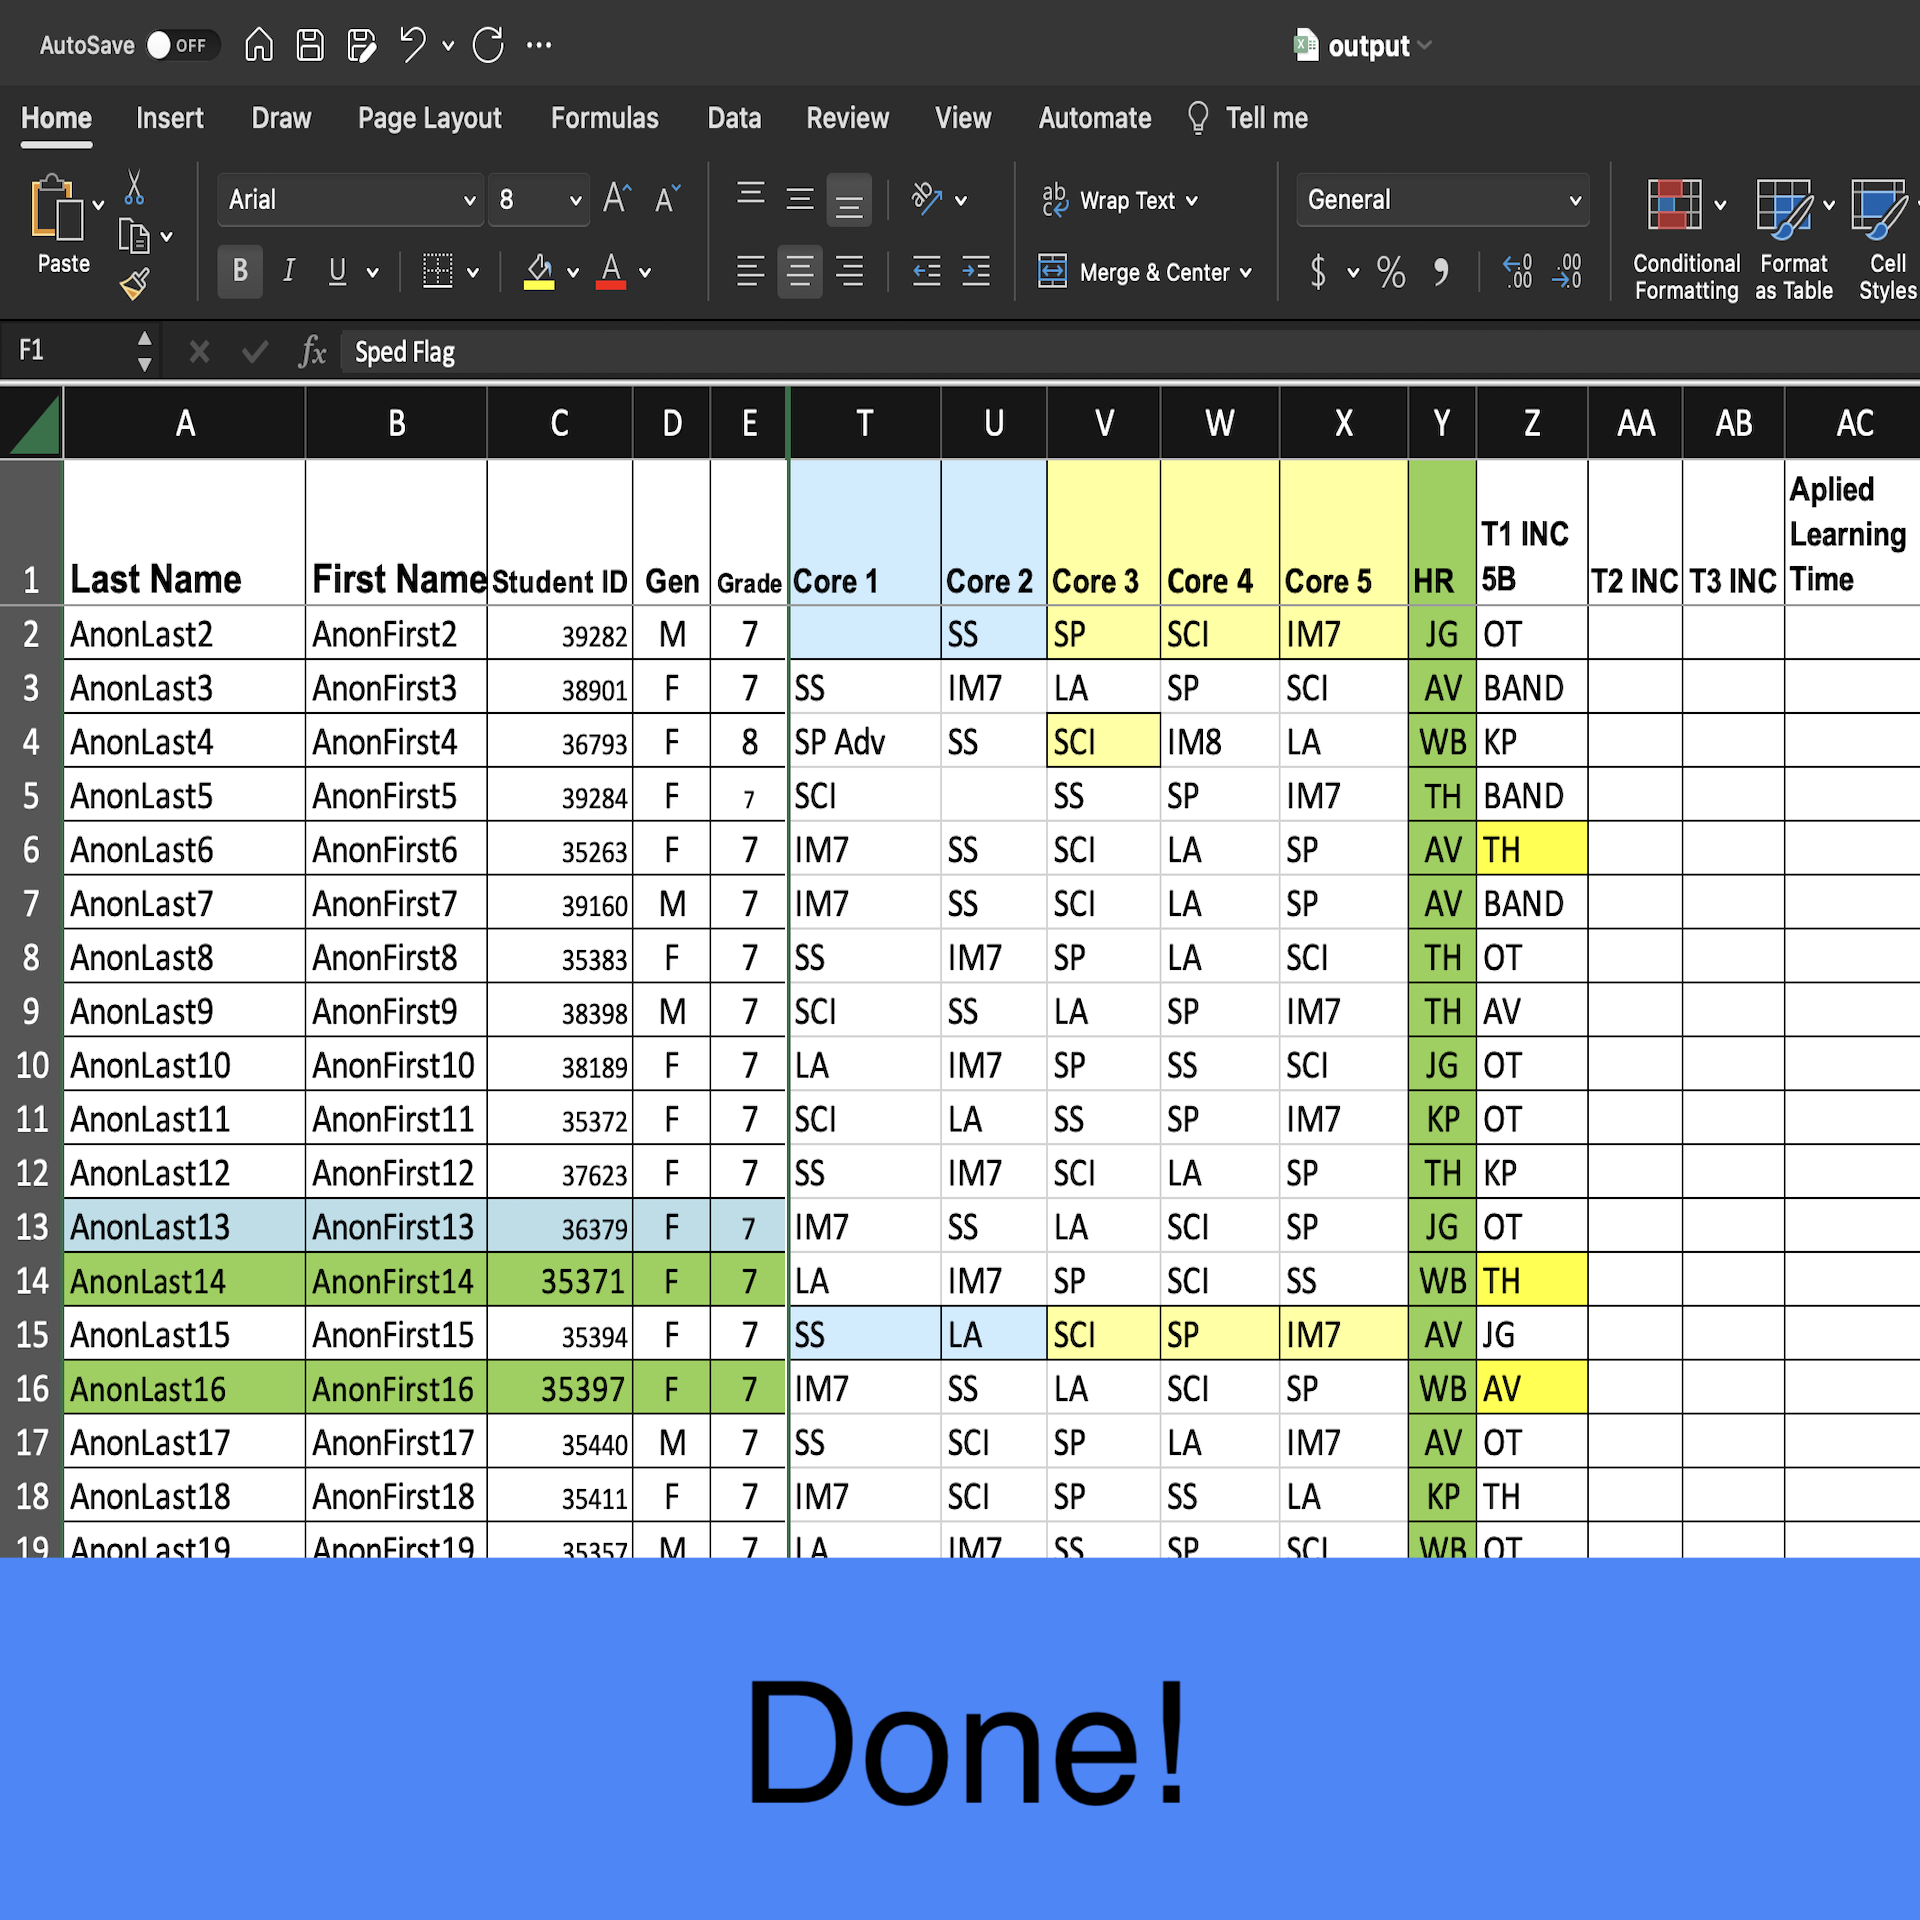 AutoSave OFF output
Home Insert Draw Page Layout Formulas Data Review View Automate Tell me
Paste Arial 8 Wrap Text General
B I U Merge & Center $ % Conditional Formatting Format as Table Cell Styles
F1 fx Sped Flag
A B C D E T U V W X Y Z AA AB AC
1 Last Name First Name Student ID Gen Grade Core 1 Core 2 Core 3 Core 4 Core 5 HR T1 INC 5B T2 INC T3 INC Aplied Learning Time
2 AnonLast2 AnonFirst2 39282 M 7 SS SP SCI IM7 JG OT
3 AnonLast3 AnonFirst3 38901 F 7 SS IM7 LA SP SCI AV BAND
4 AnonLast4 AnonFirst4 36793 F 8 SP Adv SS SCI IM8 LA WB KP
5 AnonLast5 AnonFirst5 39284 F 7 SCI SS SP IM7 TH BAND
6 AnonLast6 AnonFirst6 35263 F 7 IM7 SS SCI LA SP AV TH
7 AnonLast7 AnonFirst7 39160 M 7 IM7 SS SCI LA SP AV BAND
8 AnonLast8 AnonFirst8 35383 F 7 SS IM7 SP LA SCI TH OT
9 AnonLast9 AnonFirst9 38398 M 7 SCI SS LA SP IM7 TH AV
10 AnonLast10 AnonFirst10 38189 F 7 LA IM7 SP SS SCI JG OT
11 AnonLast11 AnonFirst11 35372 F 7 SCI LA SS SP IM7 KP OT
12 AnonLast12 AnonFirst12 37623 F 7 SS IM7 SCI LA SP TH KP
13 AnonLast13 AnonFirst13 36379 F 7 IM7 SS LA SCI SP JG OT
14 AnonLast14 AnonFirst14 35371 F 7 LA IM7 SP SCI SS WB TH
15 AnonLast15 AnonFirst15 35394 F 7 SS LA SCI SP IM7 AV JG
16 AnonLast16 AnonFirst16 35397 F 7 IM7 SS LA SCI SP WB AV
17 AnonLast17 AnonFirst17 35440 M 7 SS SCI SP LA IM7 AV OT
18 AnonLast18 AnonFirst18 35411 F 7 IM7 SCI SP SS LA KP TH
19 AnonLast19 AnonFirst19 35357 M 7 LA IM7 SS SP SCI WB OT
Done!